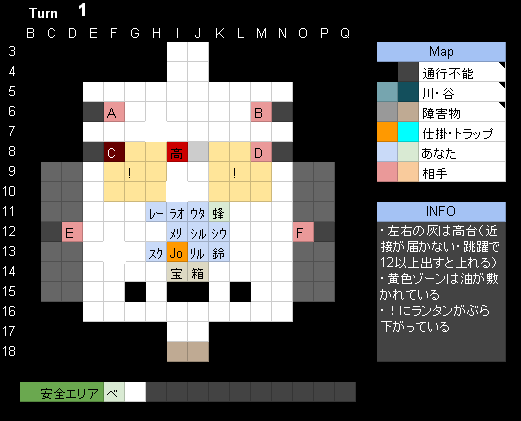 Turn 1
B C D E F G H I J K L M N O P Q
3
4
5
6 A B
7
8 C 高 D
9 ! !
10
11 レー ラオ ウタ 蜂
12 E メリ シル シウ F
13 スク Jo リル 鈴
14 宝 箱
15
16
17
18
安全エリア べ
Map
通行不能
川・谷
障害物
仕掛・トラップ
あなた
相手
INFO
・左右の灰は高台(近
接が届かない・跳躍で
12以上出すと上れる)
・黄色ゾーンは油が敷
かれている
・!にランタンがぶら
下がっている